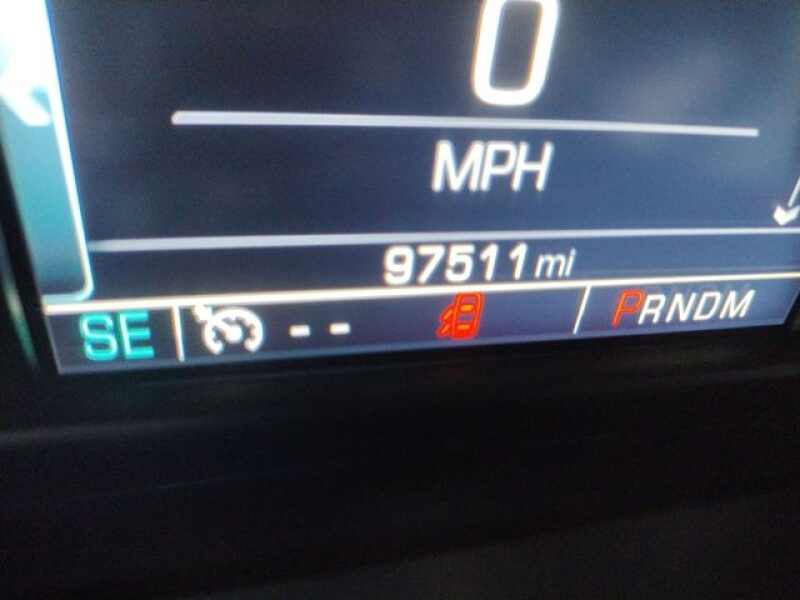 0
MPH
97511 mi
SE -- PRNDM